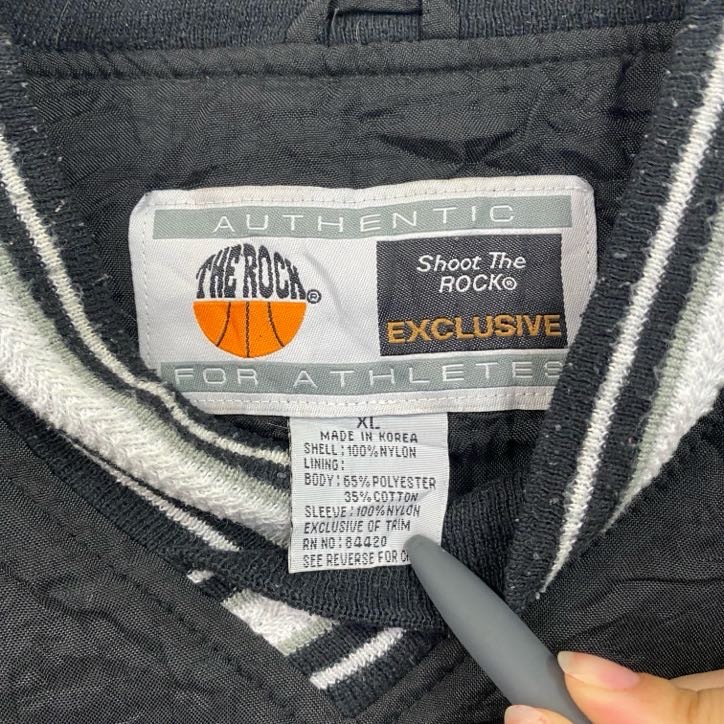 AUTHENTIC
THE ROCK®
Shoot The
ROCK®
EXCLUSIVE
FOR ATHLETES
XL
MADE IN KOREA
SHELL:100%NYLON
LINING:
BODY:65%POLYESTER
35%COTTON
SLEEVE:100%NYLON
EXCLUSIVE OF TRIM
RN NO:84420
SEE REVERSE FOR